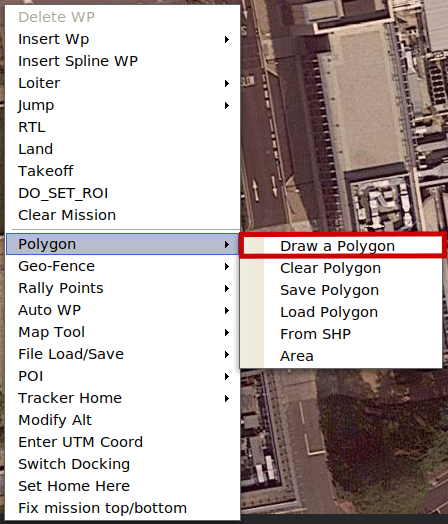 Delete WP
Insert Wp
Insert Spline WP
Loiter
Jump
RTL
Land
Takeoff
DO_SET_ROI
Clear Mission
Polygon
Geo-Fence
Rally Points
Auto WP
Map Tool
File Load/Save
POI
Tracker Home
Modify Alt
Enter UTM Coord
Switch Docking
Set Home Here
Fix mission top/bottom
Draw a Polygon
Clear Polygon
Save Polygon
Load Polygon
From SHP
Area